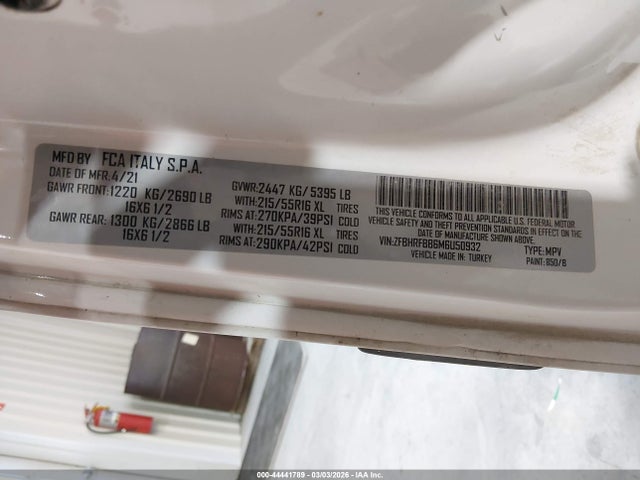 MFD BY FCA ITALY S.P.A.
DATE OF MFR. 4/21
GAWR FRONT:1220 KG/2690 LB
16X6 1/2
GAWR REAR: 1300 KG/2866 LB
16X6 1/2
GVWR:2447 KG/5395 LB
WITH:215/55R16 XL TIRES
RIMS AT:270KPA/39PSI COLD
WITH:215/55R16 XL TIRES
RIMS AT:290KPA/42PSI COLD
THIS VEHICLE CONFORMS TO ALL APPLICABLE U.S. FEDERAL MOTOR
VEHICLE SAFETY AND THEFT PREVENTION STANDARDS IN EFFECT ON THE DATE OF
MANUFACTURE SHOWN ABOVE.
VIN:ZFBHRFBB6M6U50932 TYPE:MPV
VEHICLE MADE IN: TURKEY PAINT: 850/B
000-44441789 - 03/03/2026 - IAA Inc.